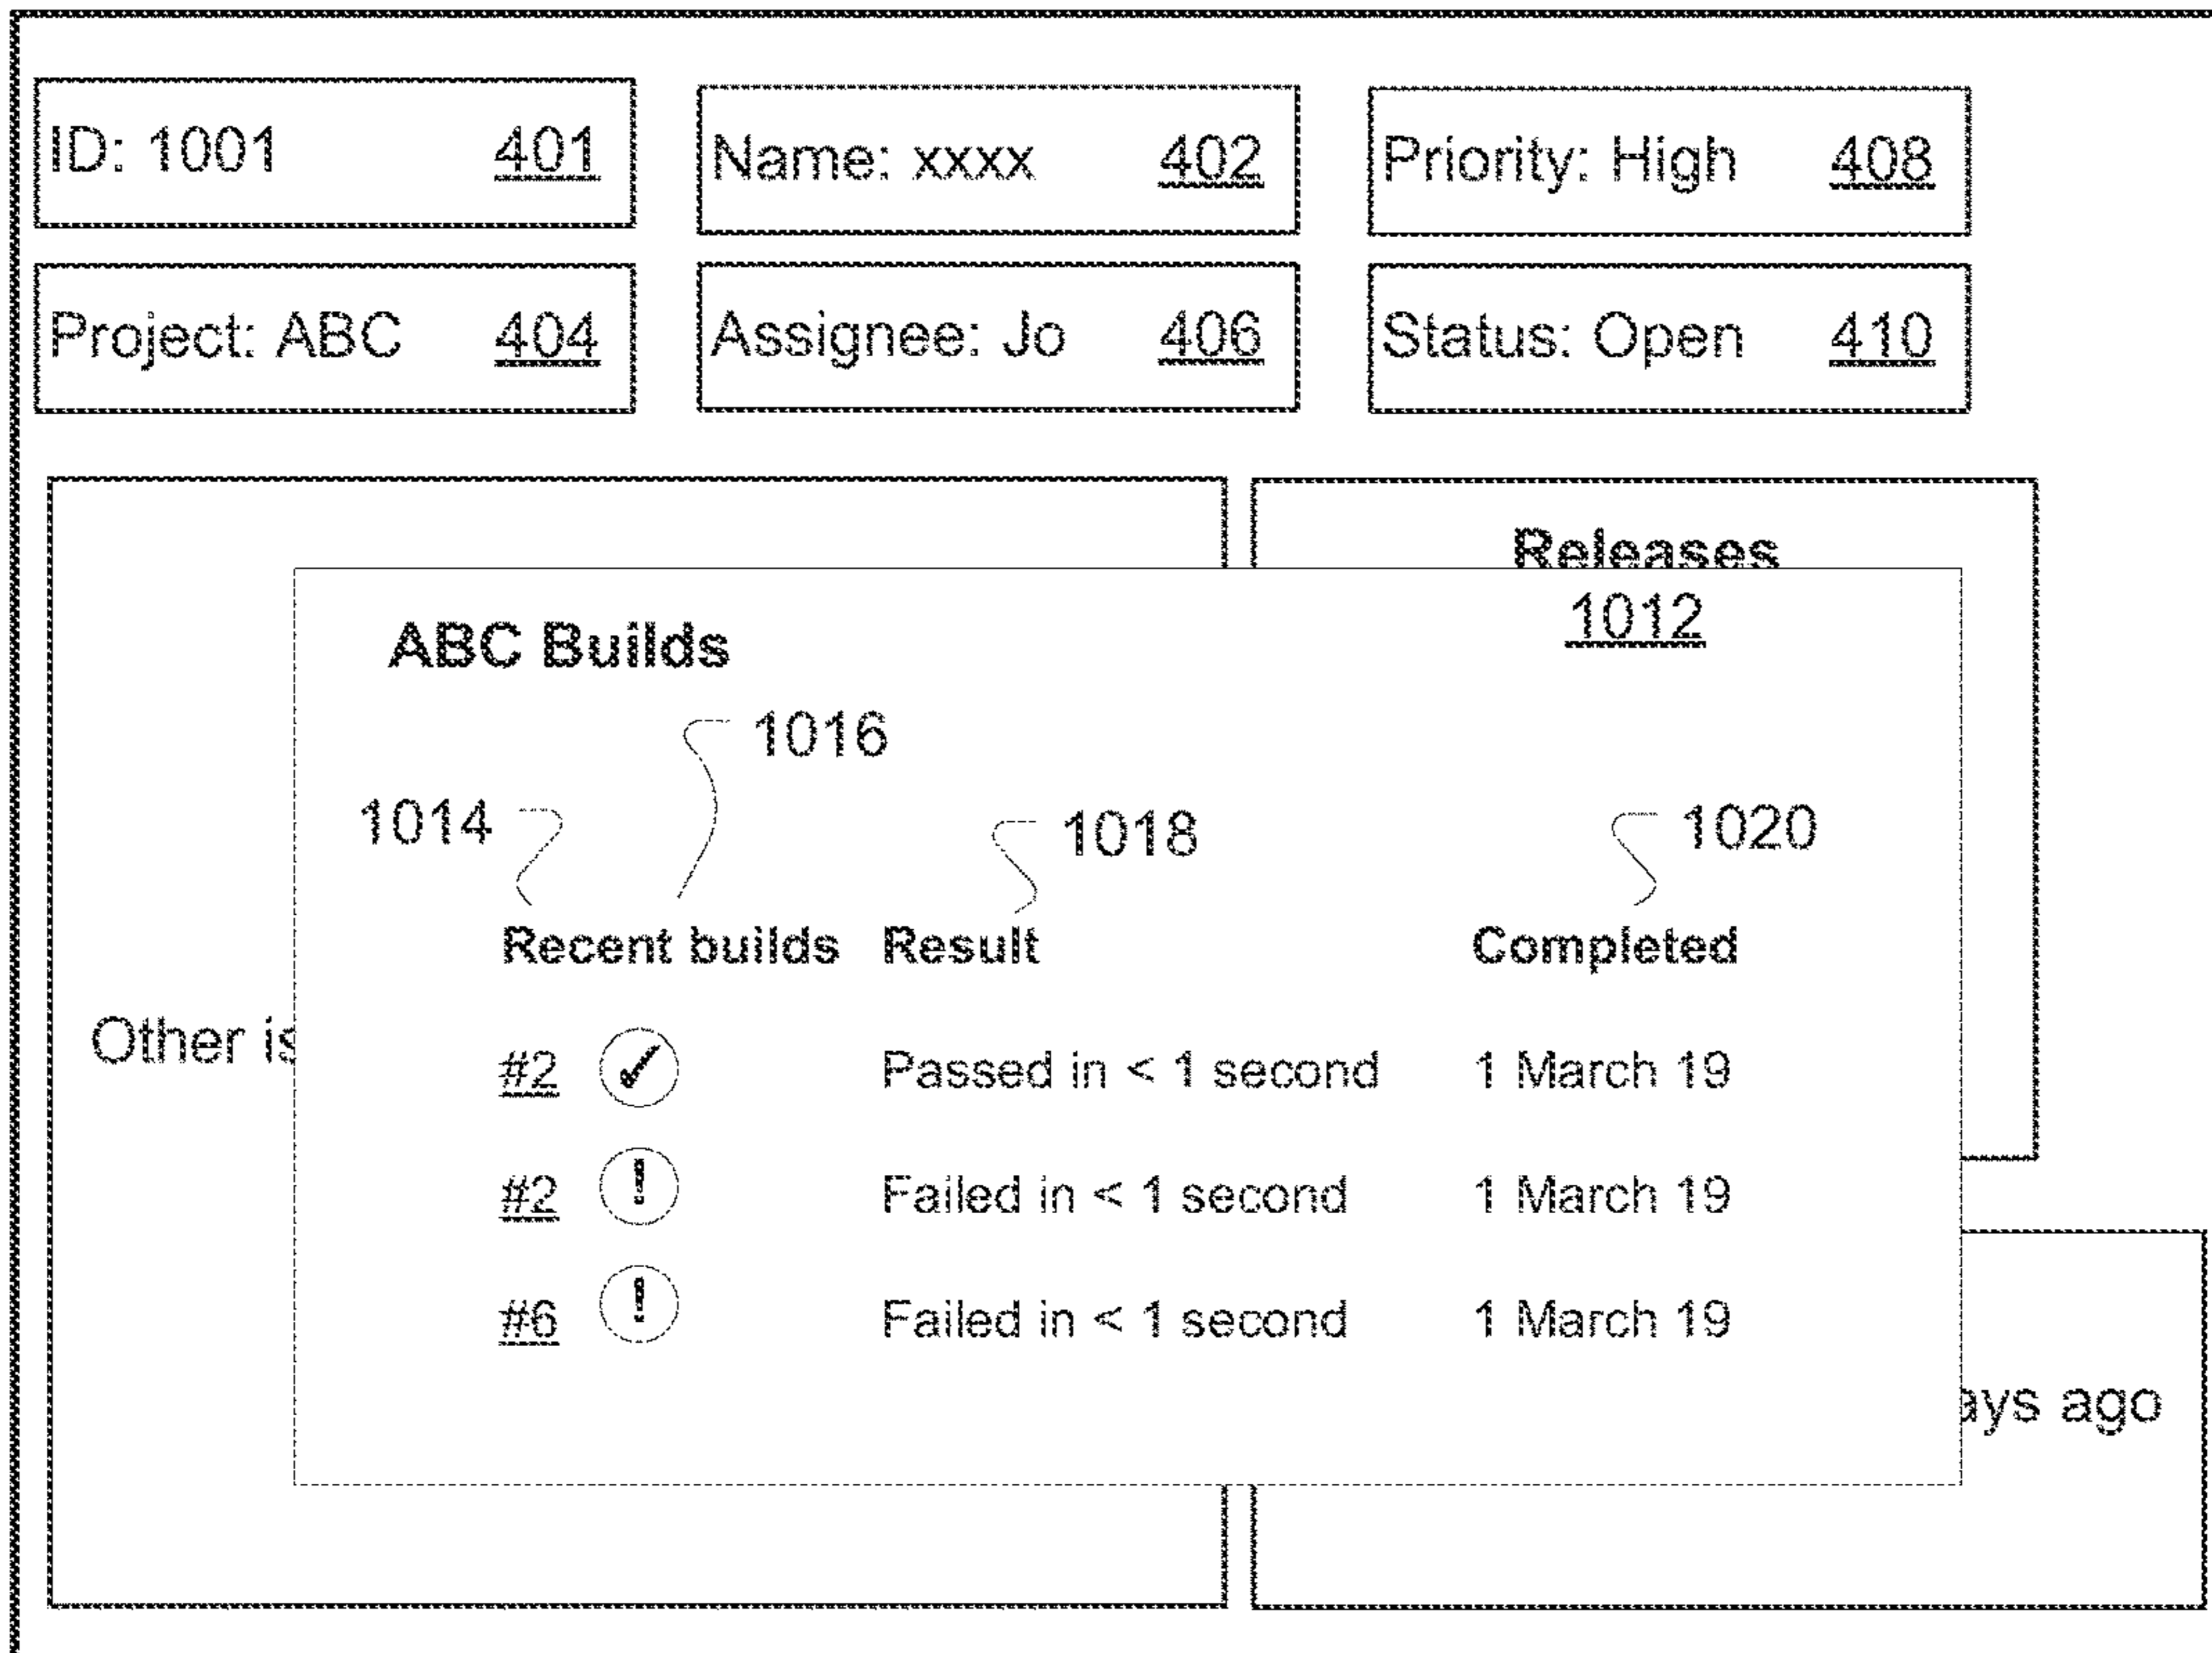 ID: 1001 401
Name: xxxx 402
Priority: High 408
Project: ABC 404
Assignee: Jo 406
Status: Open 410
Releases
ABC Builds
1012
1016
1014
1018
1020
Recent builds Result Completed
Other is
#2 ✓ Passed in < 1 second 1 March 19
#2 ! Failed in < 1 second 1 March 19
#6 ! Failed in < 1 second 1 March 19
ays ago